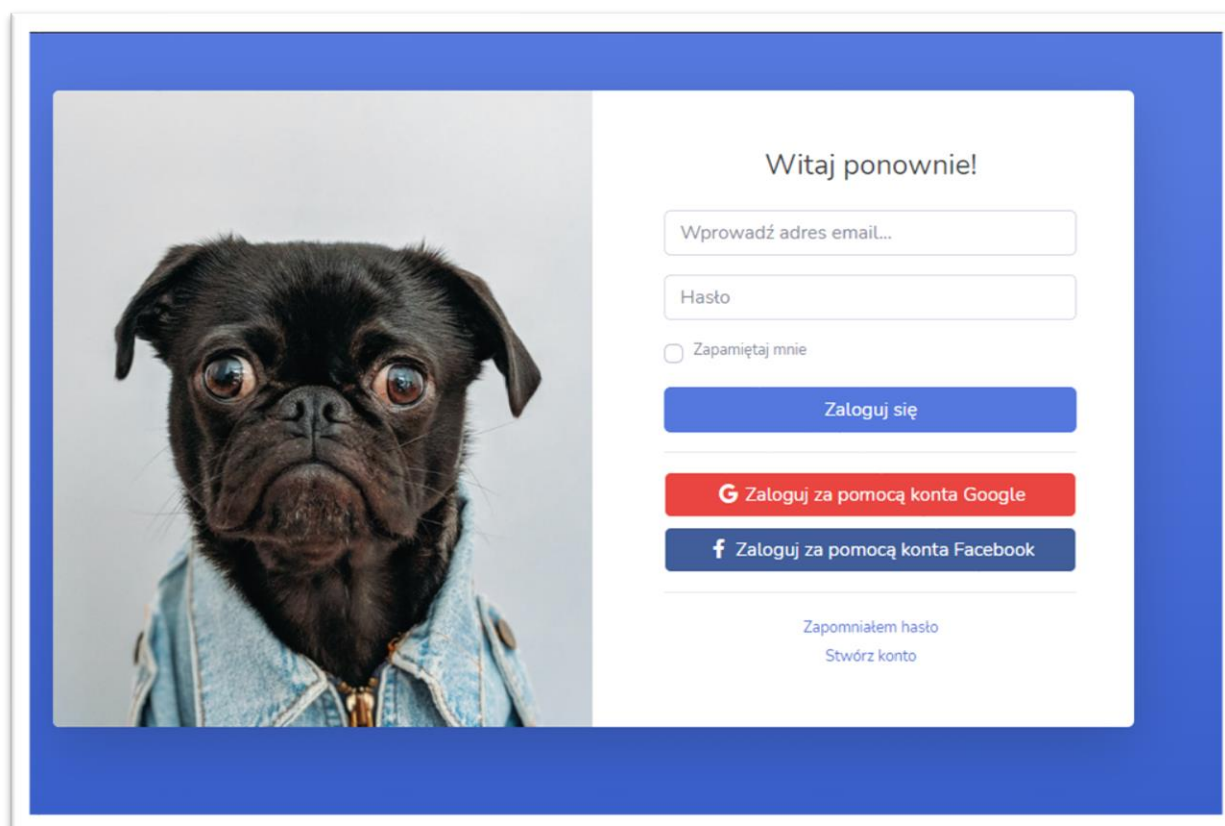 Witaj ponownie!
Wprowadź adres email...
Hasło
Zapamiętaj mnie
Zaloguj się
G Zaloguj za pomocą konta Google
f Zaloguj za pomocą konta Facebook
Zapomniałem hasło
Stwórz konto